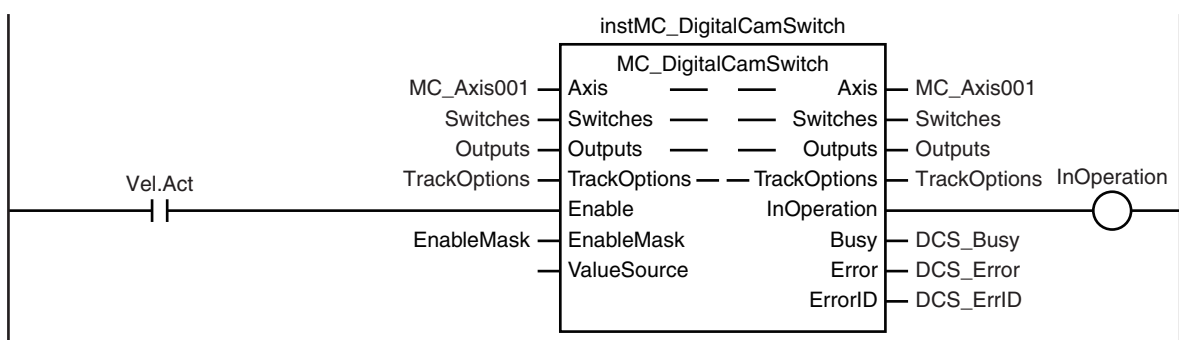 instMC_DigitalCamSwitch
MC_DigitalCamSwitch
MC_Axis001 Axis Axis MC_Axis001
Switches Switches Switches Switches
Outputs Outputs Outputs Outputs
TrackOptions TrackOptions TrackOptions TrackOptions InOperation
Vel.Act
Enable InOperation
EnableMask EnableMask Busy DCS_Busy
ValueSource Error DCS_Error
ErrorID DCS_ErrID